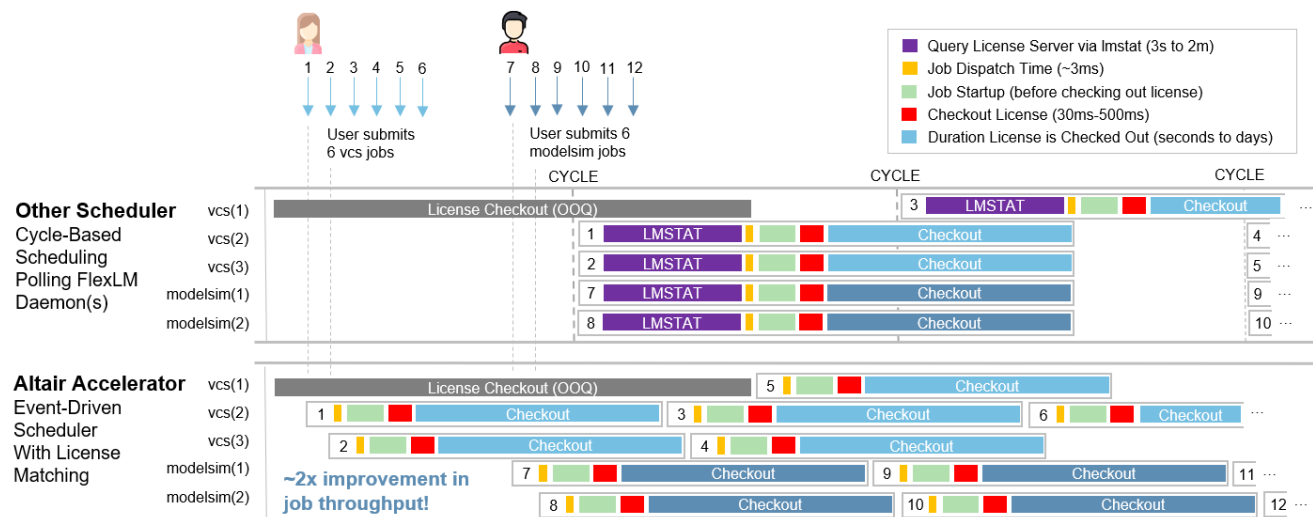 1 2 3 4 5 6
7 8 9 10 11 12
User submits
6 vcs jobs
User submits 6
modelsim jobs
Query License Server via lmstat (3s to 2m)
Job Dispatch Time (~3ms)
Job Startup (before checking out license)
Checkout License (30ms-500ms)
Duration License is Checked Out (seconds to days)
CYCLE CYCLE CYCLE
Other Scheduler
Cycle-Based
Scheduling
Polling FlexLM
Daemon(s)
vcs(1) License Checkout (OOQ) 3 LMSTAT Checkout ...
vcs(2) 1 LMSTAT Checkout 4 ...
vcs(3) 2 LMSTAT Checkout 5 ...
modelsim(1) 7 LMSTAT Checkout 9 ...
modelsim(2) 8 LMSTAT Checkout 10 ...
Altair Accelerator
Event-Driven
Scheduler
With License
Matching
vcs(1) License Checkout (OOQ) 5 Checkout
vcs(2) 1 Checkout 3 Checkout 6 Checkout ...
vcs(3) 2 Checkout 4 Checkout
modelsim(1) 7 Checkout 9 Checkout 11 ...
modelsim(2) 8 Checkout 10 Checkout 12 ...
~2x improvement in
job throughput!